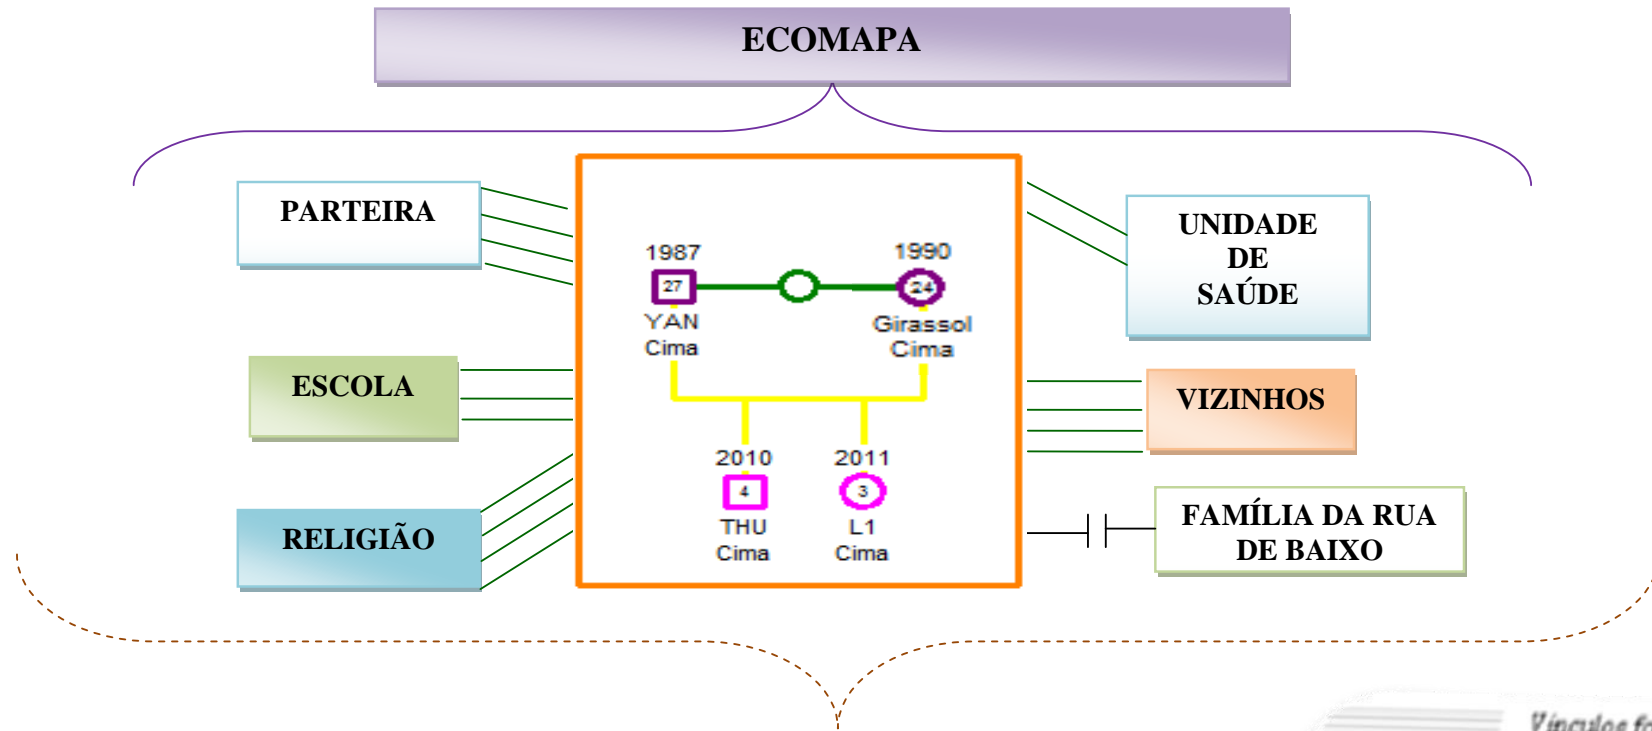 ECOMAPA
PARTEIRA
UNIDADE
DE
SAÚDE
1987
1990
27
24
YAN
Cima
Girassol
Cima
ESCOLA
VIZINHOS
2010
2011
4
3
THU
Cima
L1
Cima
RELIGIÃO
FAMÍLIA DA RUA
DE BAIXO
Vínculos